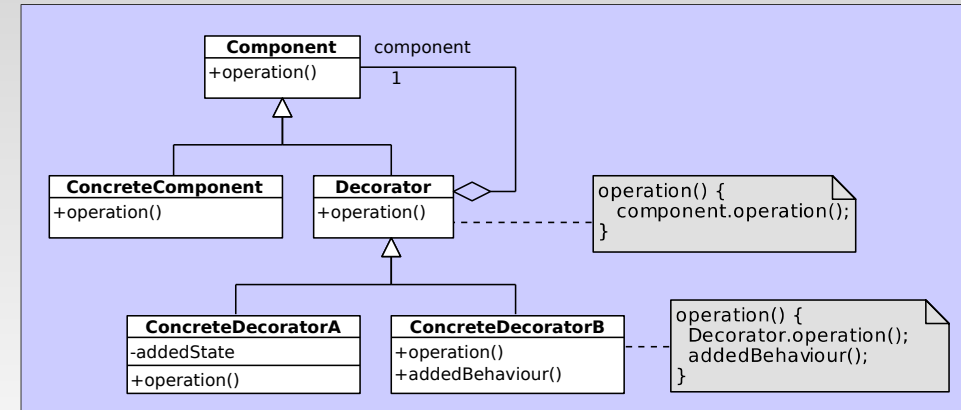 Component
component
+operation()
1
ConcreteComponent
+operation()
Decorator
+operation()
operation() {
component.operation();
}
ConcreteDecoratorA
-addedState
+operation()
ConcreteDecoratorB
+operation()
+addedBehaviour()
operation() {
Decorator.operation();
addedBehaviour();
}